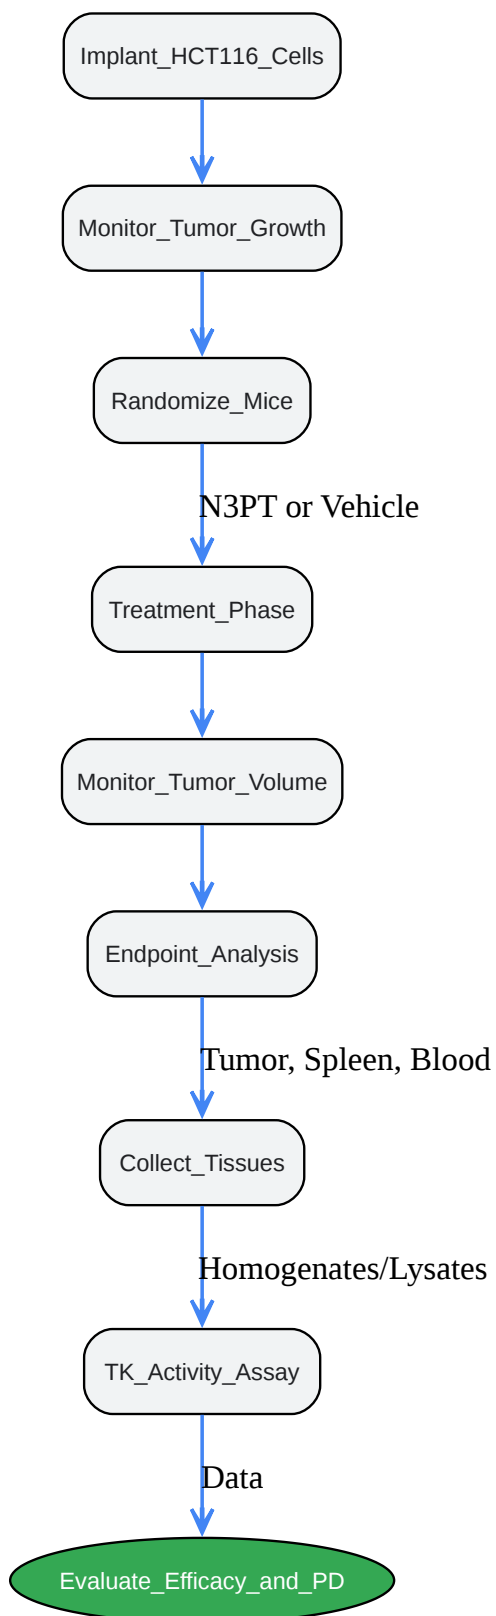 Implant_HCT116_Cells
Monitor_Tumor_Growth
Randomize_Mice
N3PT or Vehicle
Treatment_Phase
Monitor_Tumor_Volume
Endpoint_Analysis
Tumor, Spleen, Blood
Collect_Tissues
Homogenates/Lysates
TK_Activity_Assay
Data
Evaluate_Efficacy_and_PD